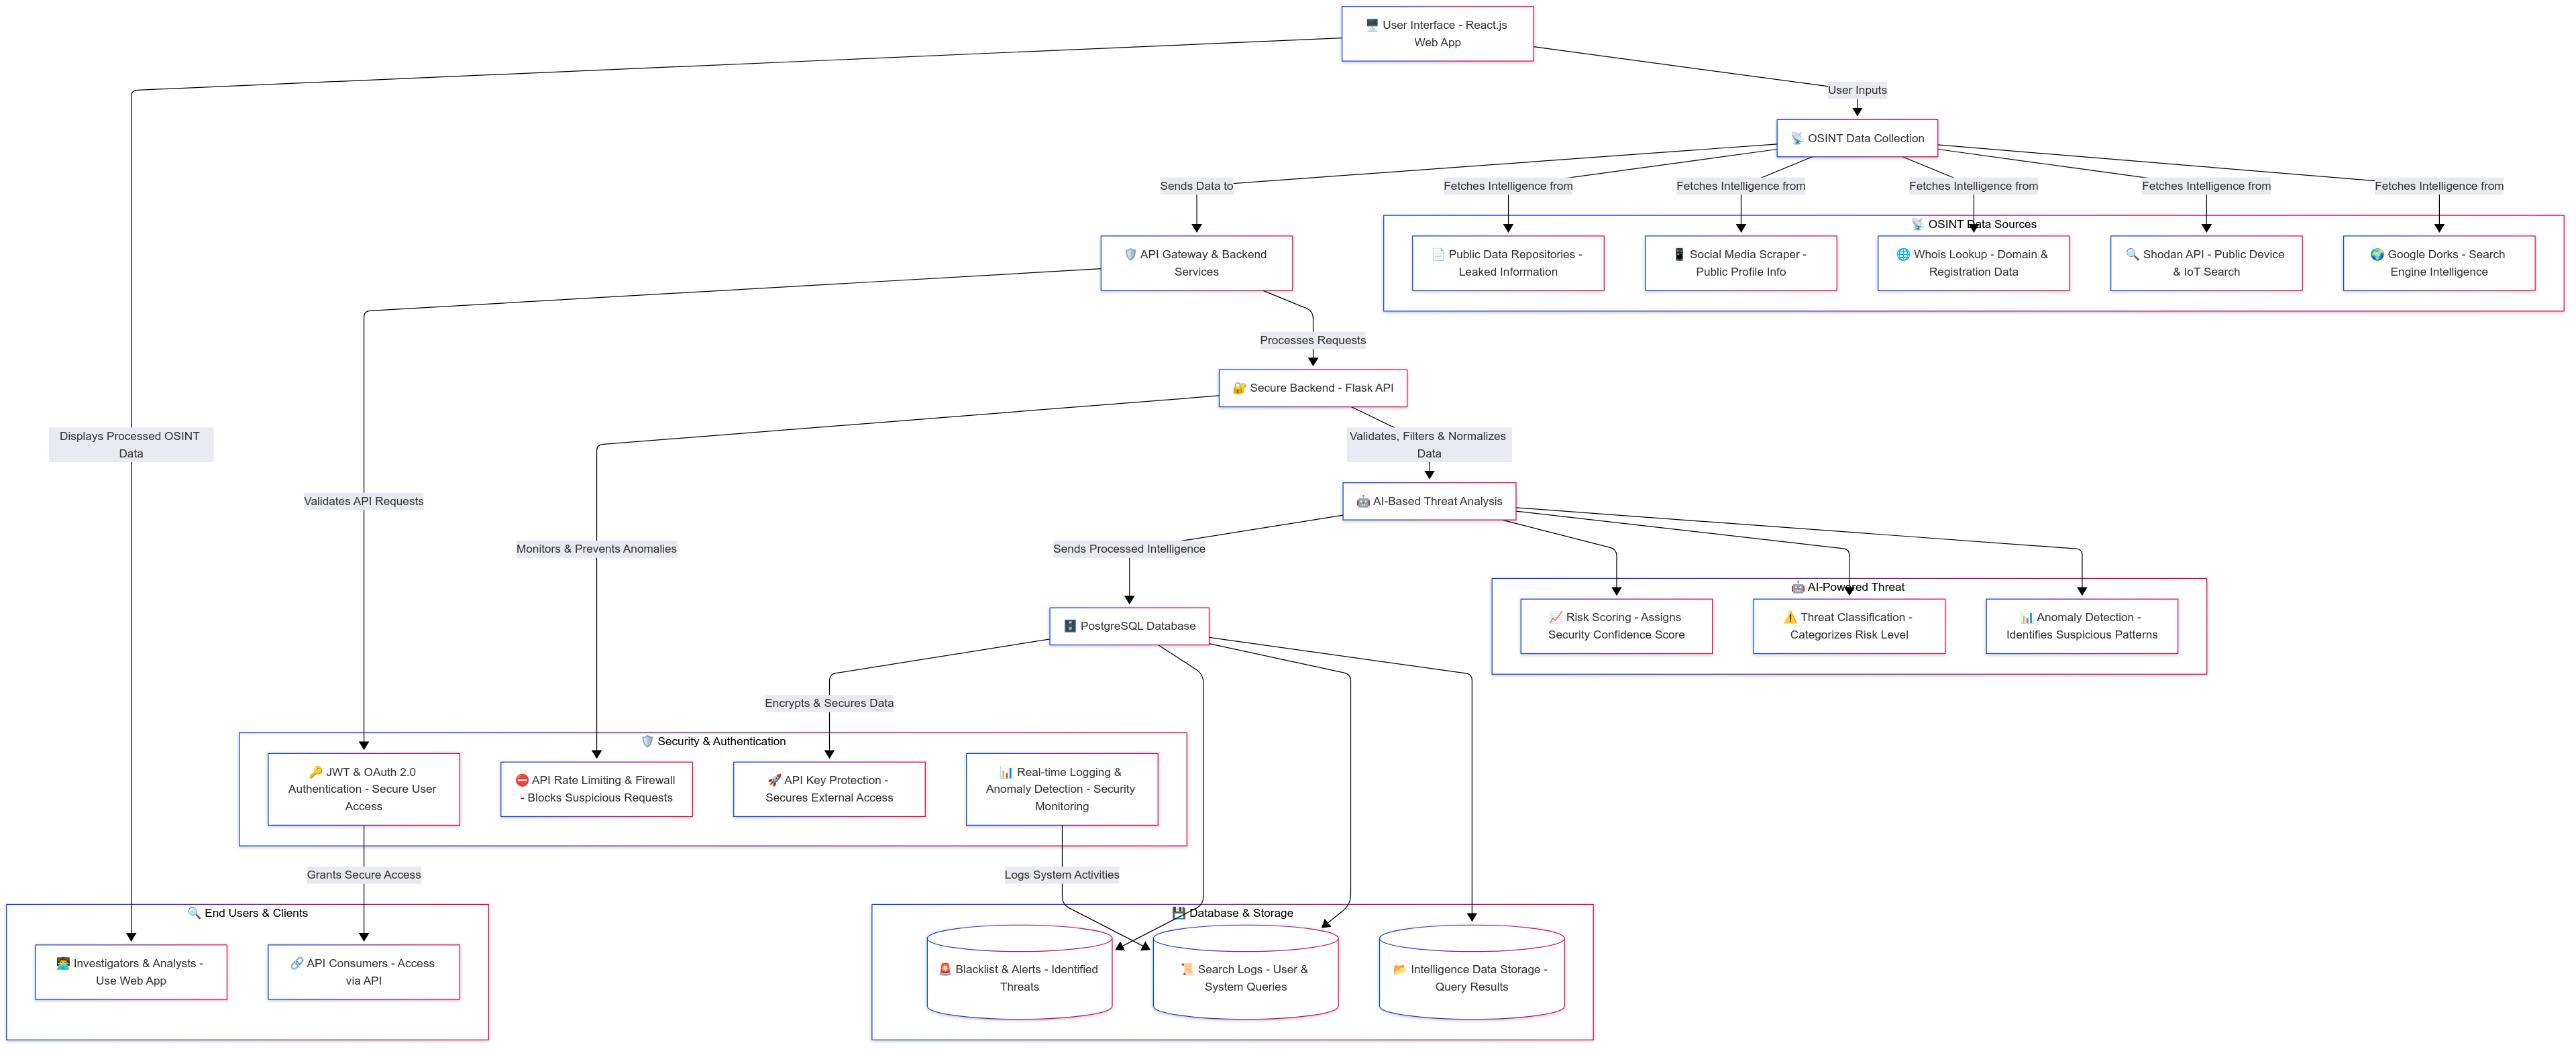 🖥️ User Interface - React.js
Web App
User Inputs
📡 OSINT Data Collection
Sends Data to
Fetches Intelligence from
Fetches Intelligence from
Fetches Intelligence from
Fetches Intelligence from
Fetches Intelligence from
📡 OSINT Data Sources
🛡️ API Gateway & Backend
Services
📄 Public Data Repositories -
Leaked Information
📱 Social Media Scraper -
Public Profile Info
🌐 Whois Lookup - Domain &
Registration Data
🔍 Shodan API - Public Device
& IoT Search
🌍 Google Dorks - Search
Engine Intelligence
Processes Requests
🔐 Secure Backend - Flask API
Displays Processed OSINT
Data
Validates, Filters & Normalizes
Data
Validates API Requests
🤖 AI-Based Threat Analysis
Monitors & Prevents Anomalies
Sends Processed Intelligence
🤖 AI-Powered Threat
🗄️ PostgreSQL Database
📈 Risk Scoring - Assigns
Security Confidence Score
⚠️ Threat Classification -
Categorizes Risk Level
📊 Anomaly Detection -
Identifies Suspicious Patterns
Encrypts & Secures Data
🛡️ Security & Authentication
🔑 JWT & OAuth 2.0
Authentication - Secure User
Access
⛔ API Rate Limiting & Firewall
- Blocks Suspicious Requests
🚀 API Key Protection -
Secures External Access
📊 Real-time Logging &
Anomaly Detection - Security
Monitoring
Grants Secure Access
Logs System Activities
🔍 End Users & Clients
💾 Database & Storage
👨‍💻 Investigators & Analysts -
Use Web App
🔗 API Consumers - Access
via API
🚨 Blacklist & Alerts - Identified
Threats
📜 Search Logs - User &
System Queries
📂 Intelligence Data Storage -
Query Results